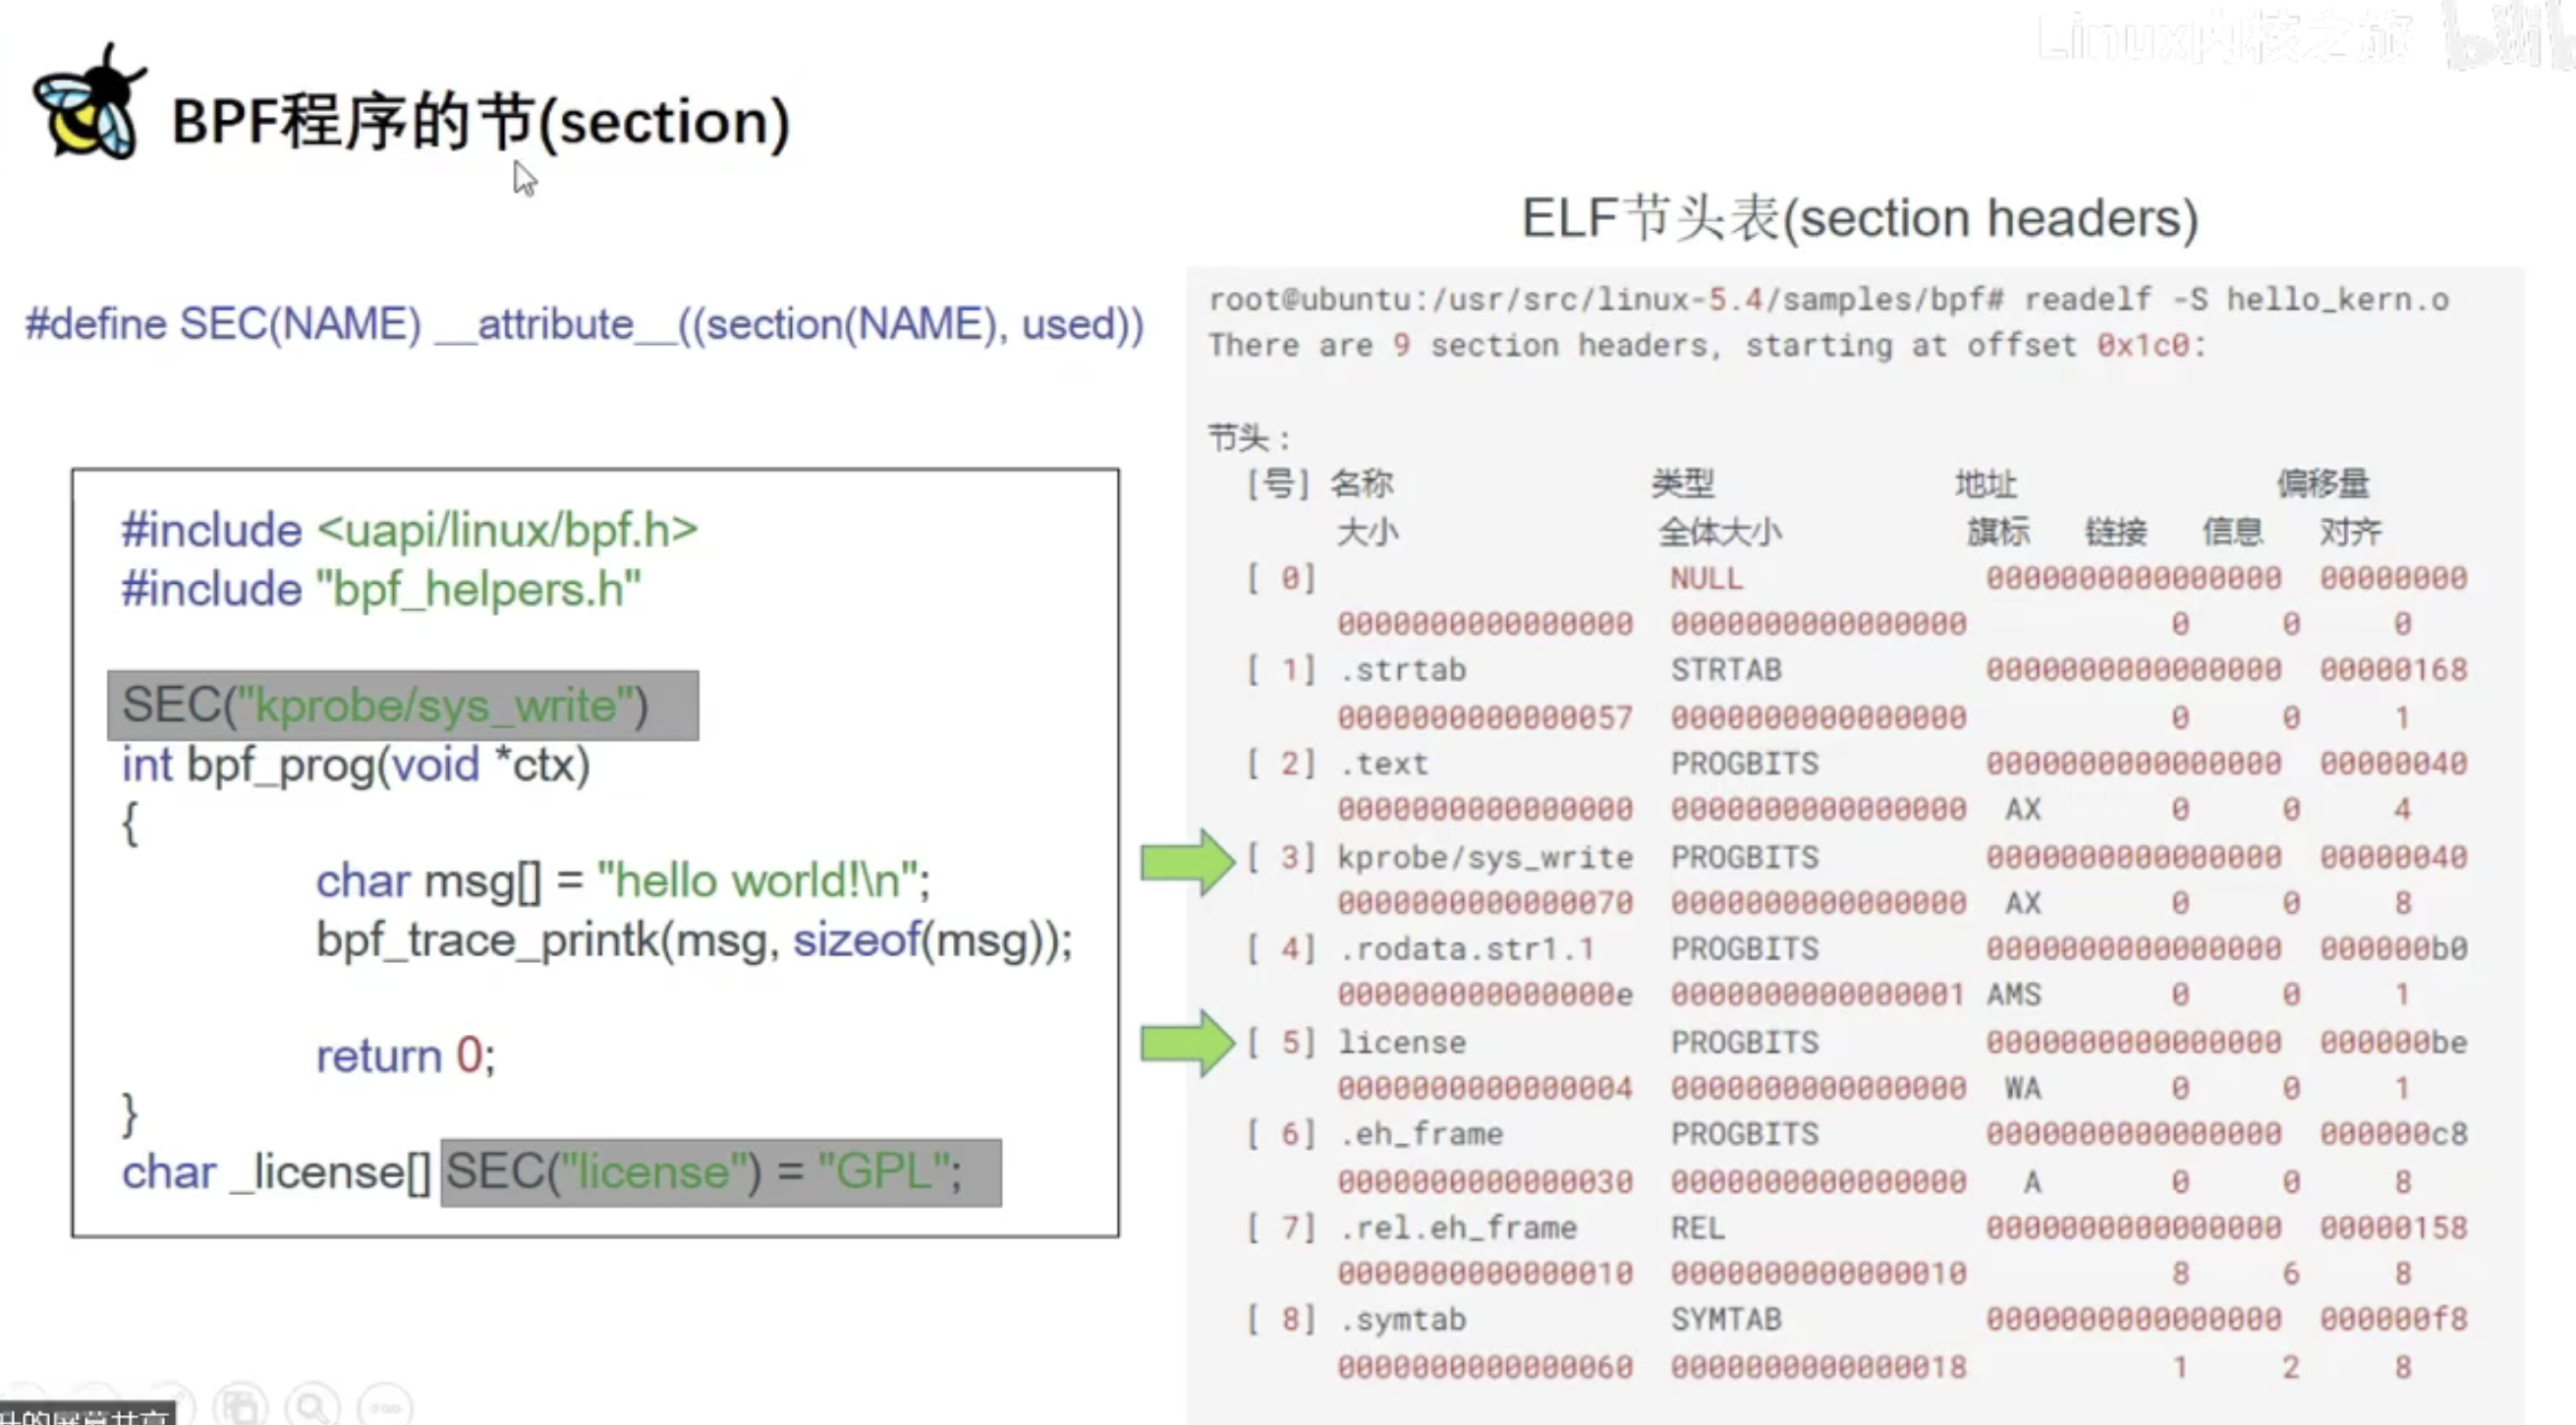 Linux内核之旅
BPF程序的节(section)
#define SEC(NAME) __attribute__((section(NAME), used))
#include <uapi/linux/bpf.h>
#include "bpf_helpers.h"
SEC("kprobe/sys_write")
int bpf_prog(void *ctx)
{
char msg[] = "hello world!\n";
bpf_trace_printk(msg, sizeof(msg));
return 0;
}
char _license[] SEC("license") = "GPL";
ELF节头表(section headers)
root@ubuntu:/usr/src/linux-5.4/samples/bpf# readelf -S hello_kern.o
There are 9 section headers, starting at offset 0x1c0:
节头：
[号] 名称 类型 地址 偏移量
大小 全体大小 旗标 链接 信息 对齐
[ 0] NULL 0000000000000000 00000000
0000000000000000 0000000000000000 0 0 0
[ 1] .strtab STRTAB 0000000000000000 00000168
0000000000000057 0000000000000000 0 0 1
[ 2] .text PROGBITS 0000000000000000 00000040
0000000000000000 0000000000000000 AX 0 0 4
[ 3] kprobe/sys_write PROGBITS 0000000000000000 00000040
0000000000000070 0000000000000000 AX 0 0 8
[ 4] .rodata.str1.1 PROGBITS 0000000000000000 000000b0
000000000000000e 0000000000000001 AMS 0 0 1
[ 5] license PROGBITS 0000000000000000 000000be
0000000000000004 0000000000000000 WA 0 0 1
[ 6] .eh_frame PROGBITS 0000000000000000 000000c8
0000000000000030 0000000000000000 A 0 0 8
[ 7] .rel.eh_frame REL 0000000000000000 00000158
0000000000000010 0000000000000010 8 6 8
[ 8] .symtab SYMTAB 0000000000000000 000000f8
0000000000000060 0000000000000018 1 2 8